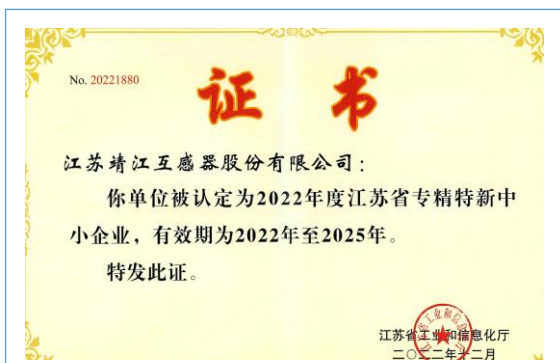 No. 20221880
证 书
江苏靖江互感器股份有限公司：
你单位被认定为2022年度江苏省专精特新中
小企业，有效期为2022年至2025年。
特发此证。
江苏省工业和信息化厅
二〇二二年十二月